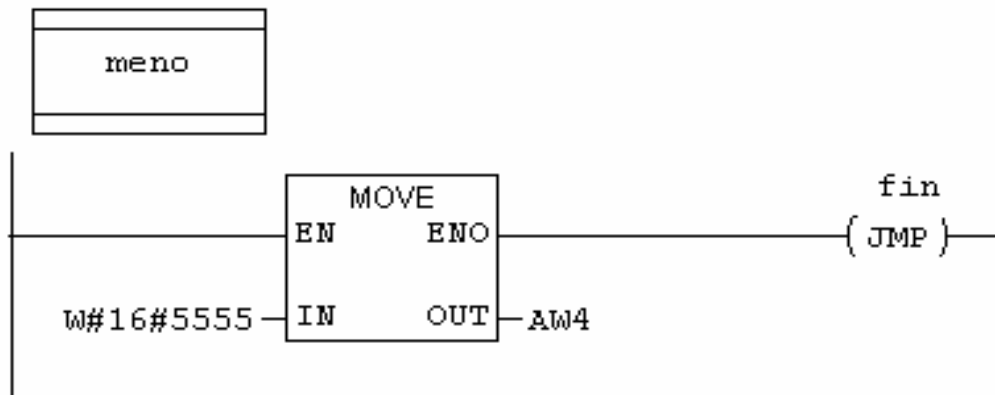 meno
MOVE
fin
EN ENO
( JMP )
W#16#5555 IN OUT AW4